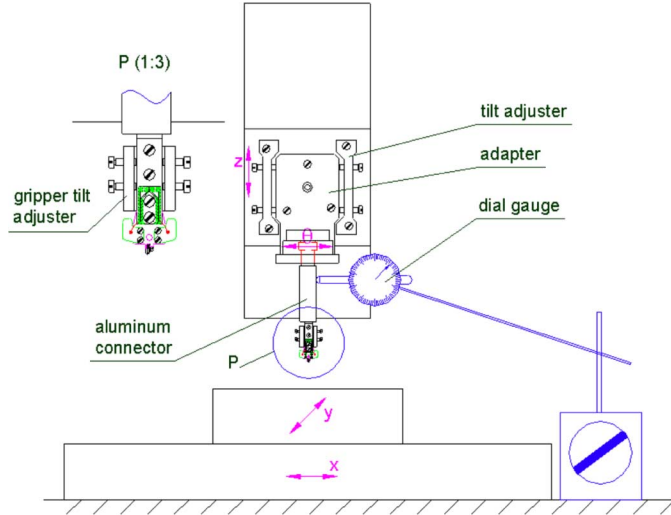 P (1:3)
tilt adjuster
z
adapter
gripper tilt
adjuster
dial gauge
θ
aluminum
connector
P
y
x